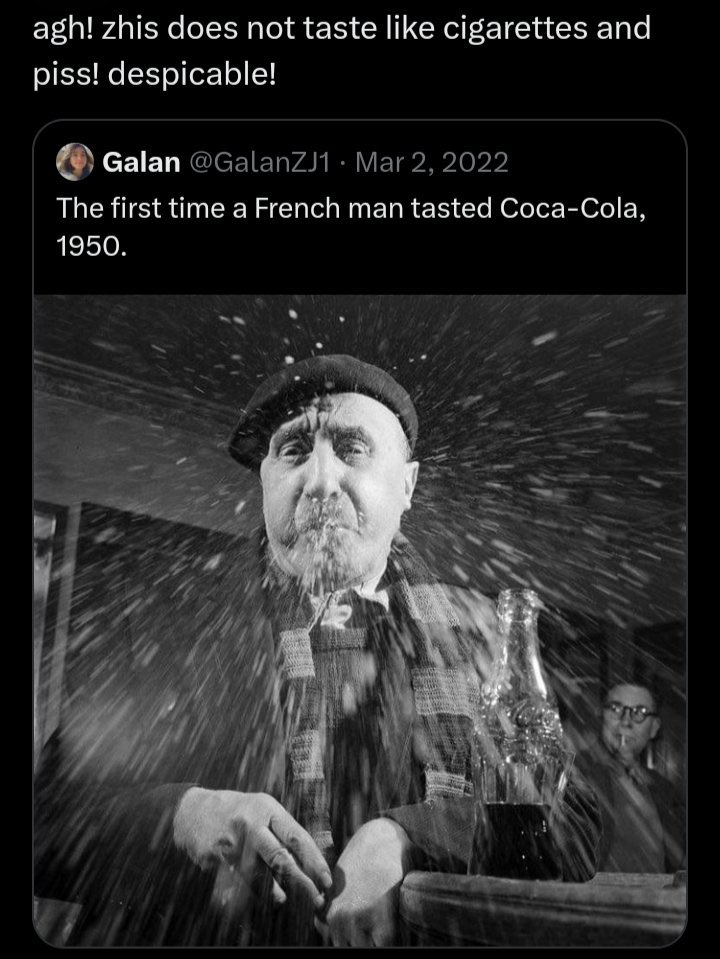 agh! zhis does not taste like cigarettes and
piss! despicable!
Galan @GalanZJ1 · Mar 2, 2022
The first time a French man tasted Coca-Cola,
1950.